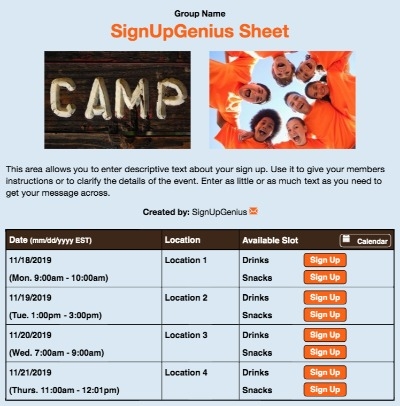 Group Name
SignUpGenius Sheet
CAMP
This area allows you to enter descriptive text about your sign up. Use it to give your members
instructions or to clarify the details of the event. Enter as little or as much text as you need to
get your message across.
Created by: SignUpGenius
Date (mm/dd/yyyy EST) Location Available Slot Calendar
11/18/2019 Location 1 Drinks Sign Up
(Mon. 9:00am - 10:00am) Snacks Sign Up
11/19/2019 Location 2 Drinks Sign Up
(Tue. 1:00pm - 3:00pm) Snacks Sign Up
11/20/2019 Location 3 Drinks Sign Up
(Wed. 7:00am - 9:00am) Snacks Sign Up
11/21/2019 Location 4 Drinks Sign Up
(Thurs. 11:00am - 12:01pm) Snacks Sign Up